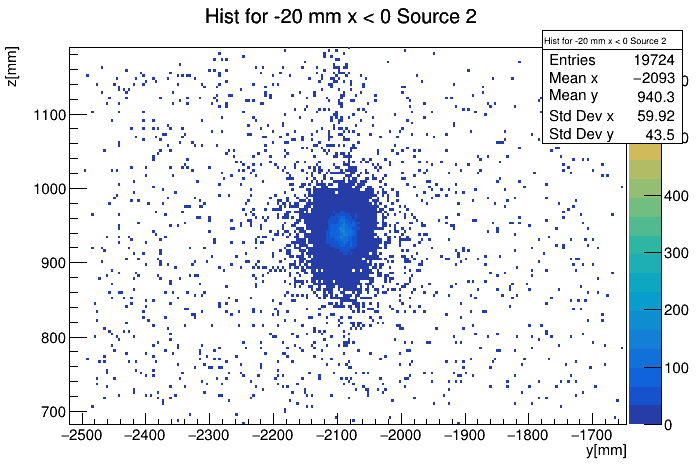 Hist for -20 mm x < 0 Source 2
z[mm]
Hist for -20 mm x < 0 Source 2
Entries 19724
Mean x −2093
Mean y 940.3
Std Dev x 59.92
Std Dev y 43.5
1100
1000
900
800
700
400
300
200
100
0
−2500 −2400 −2300 −2200 −2100 −2000 −1900 −1800 −1700
y[mm]